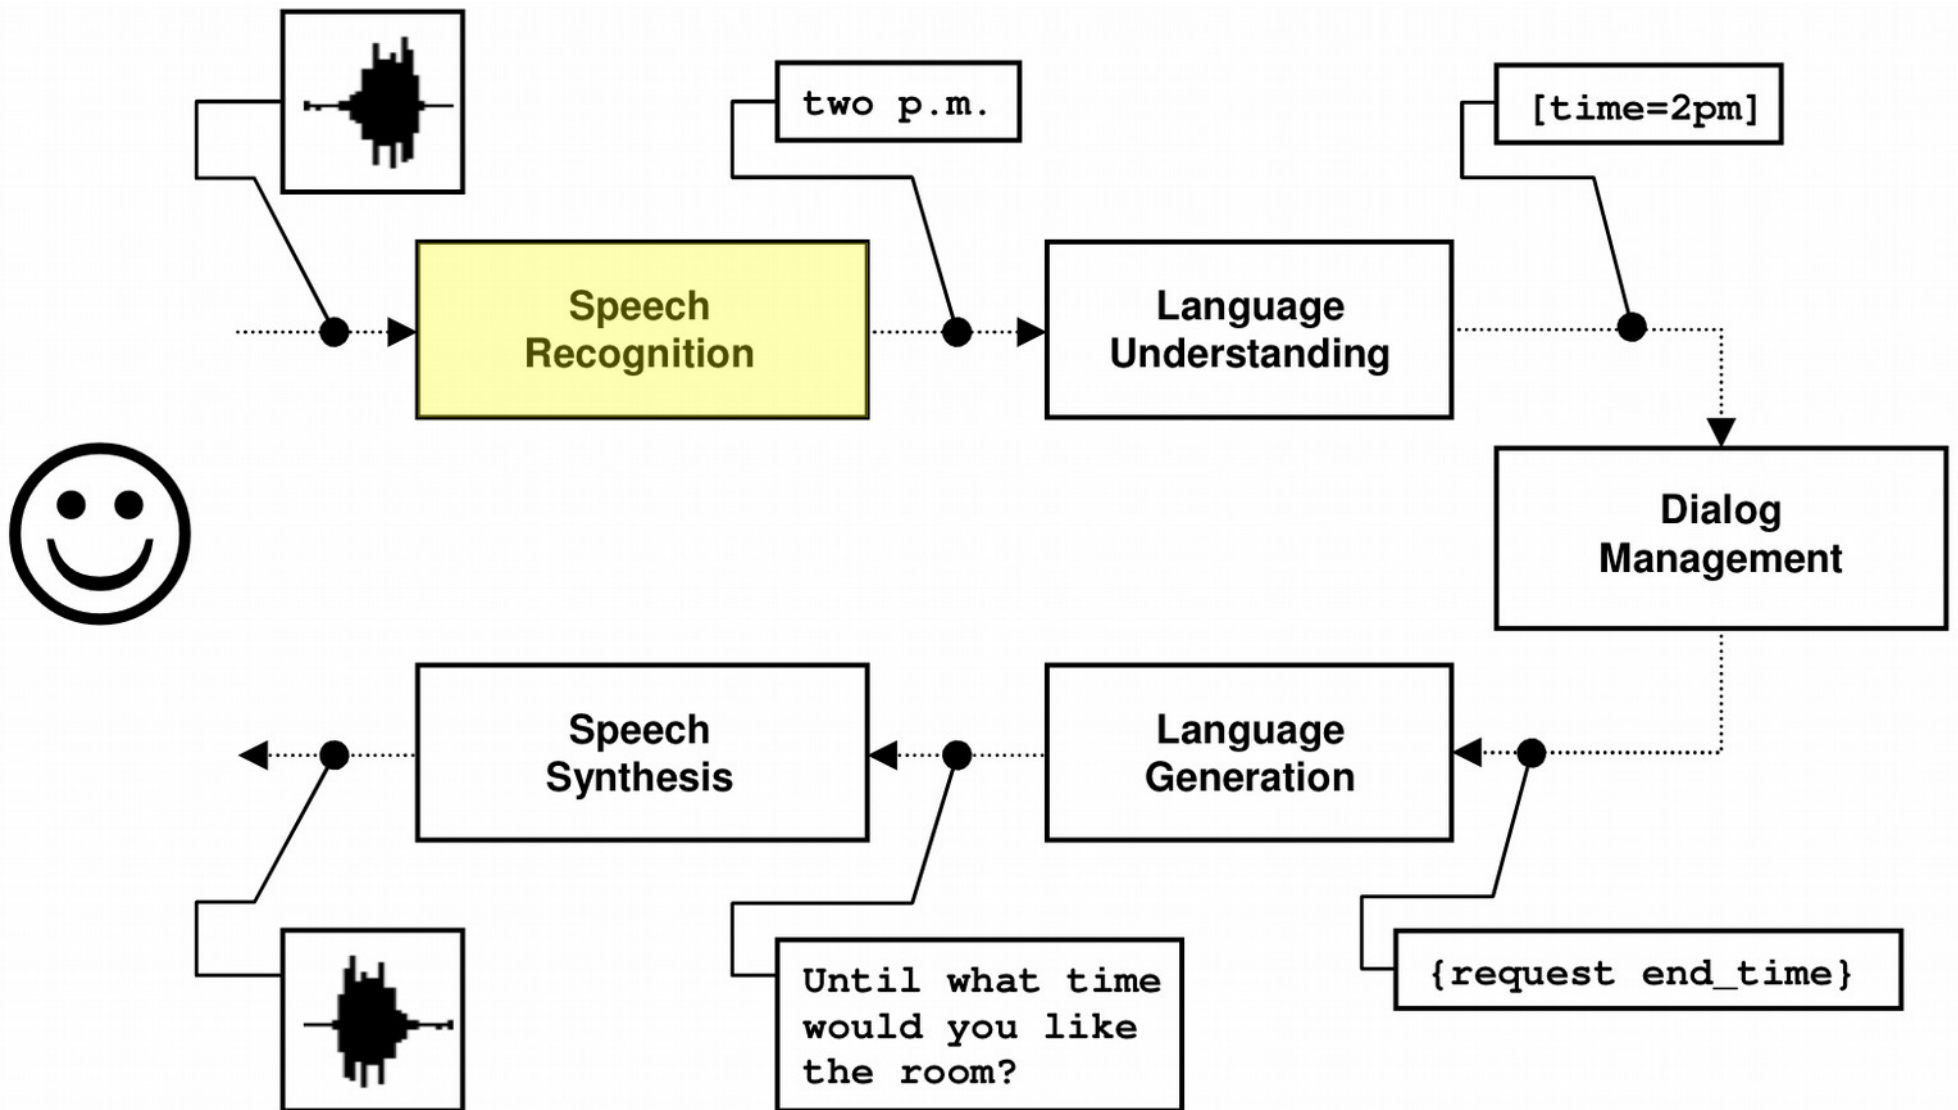 two p.m.
[time=2pm]
Speech
Recognition
Language
Understanding
Dialog
Management
Speech
Synthesis
Language
Generation
Until what time
would you like
the room?
{request end_time}